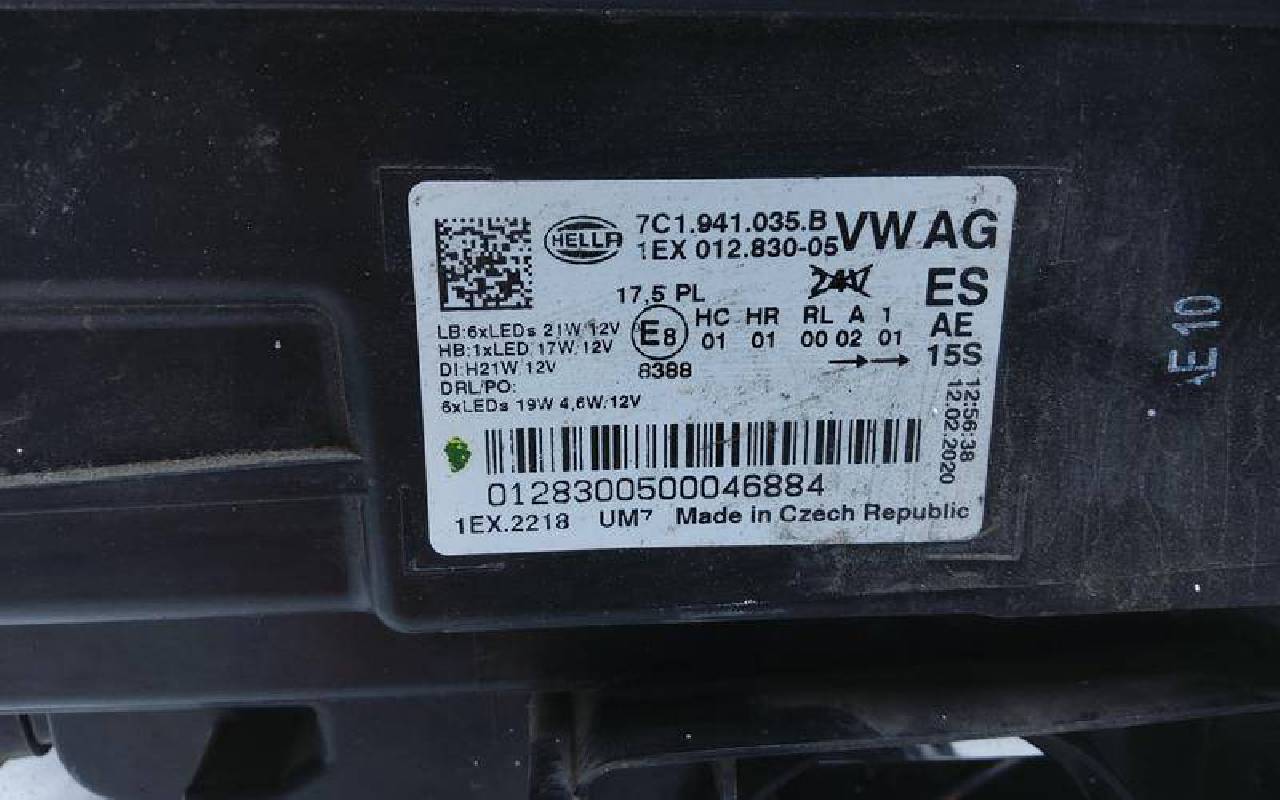 HELLA
7C1.941.035.B VW AG
1EX 012.830-05
24V
17,5 PL ES
LB:6xLEDs 21W/12V E8 HC HR RL A 1 AE
HB:1xLED 17W/12V 01 01 00 02 01
DI:H21W/12V 8388 15S
DRL/PO:
6xLEDs 19W/4,6W/12V
12:56:38
12.02.2020
0128300500046884
1EX.2218 UM7 Made in Czech Republic
E10